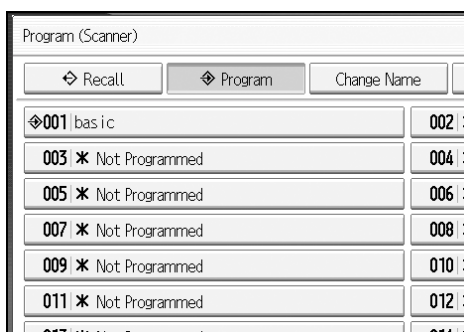 Program (Scanner)
Recall Program Change Name
001 basic 002
003 * Not Programmed 004
005 * Not Programmed 006
007 * Not Programmed 008
009 * Not Programmed 010
011 * Not Programmed 012